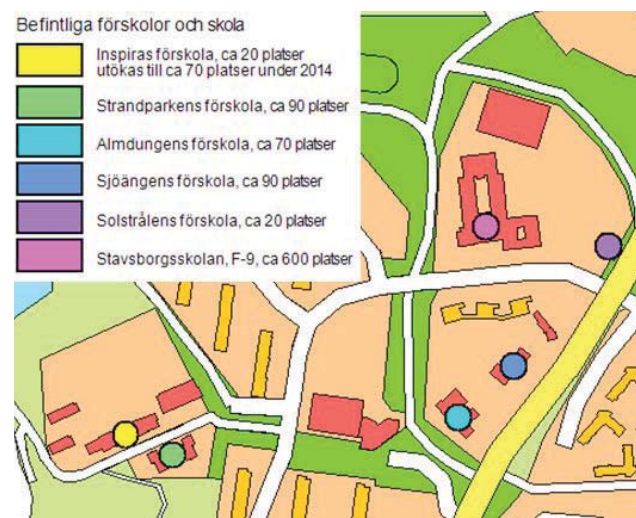 Befintliga förskolor och skola
Inspiras förskola, ca 20 platser
utökas till ca 70 platser under 2014
Strandparkens förskola, ca 90 platser
Almdungens förskola, ca 70 platser
Sjöängens förskola, ca 90 platser
Solstrålens förskola, ca 20 platser
Stavsborgsskolan, F-9, ca 600 platser